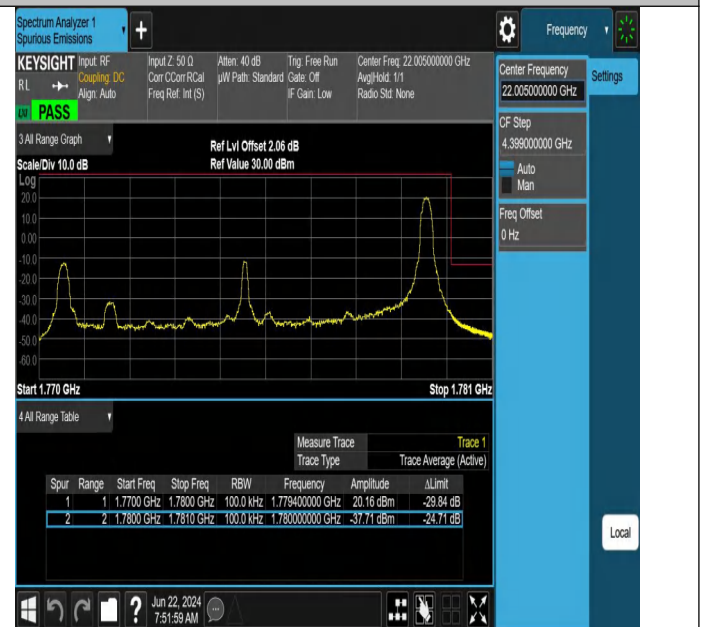 Spectrum Analyzer 1
Spurious Emissions
+
Frequency
KEYSIGHT
Input: RF
Coupling: DC
Align: Auto
Input Z: 50 Ω
Corr CCorr RCal
Freq Ref: Int (S)
Atten: 40 dB
µW Path: Standard
Trig: Free Run
Gate: Off
IF Gain: Low
Center Freq: 22.005000000 GHz
Avg|Hold: 1/1
Radio Std: None
RL
LXI
PASS
Center Frequency
22.005000000 GHz
Settings
CF Step
4.399000000 GHz
Auto
Man
Freq Offset
0 Hz
3 All Range Graph
Scale/Div 10.0 dB
Ref Lvl Offset 2.06 dB
Ref Value 30.00 dBm
Log
20.0
10.0
0.00
-10.0
-20.0
-30.0
-40.0
-50.0
-60.0
Start 1.770 GHz
Stop 1.781 GHz
4 All Range Table
Measure Trace Trace 1
Trace Type Trace Average (Active)
Spur Range Start Freq Stop Freq RBW Frequency Amplitude ΔLimit
1 1 1.7700 GHz 1.7800 GHz 100.0 kHz 1.779400000 GHz 20.16 dBm -29.84 dB
2 2 1.7800 GHz 1.7810 GHz 100.0 kHz 1.780000000 GHz -37.71 dBm -24.71 dB
Local
?
Jun 22, 2024
7:51:59 AM